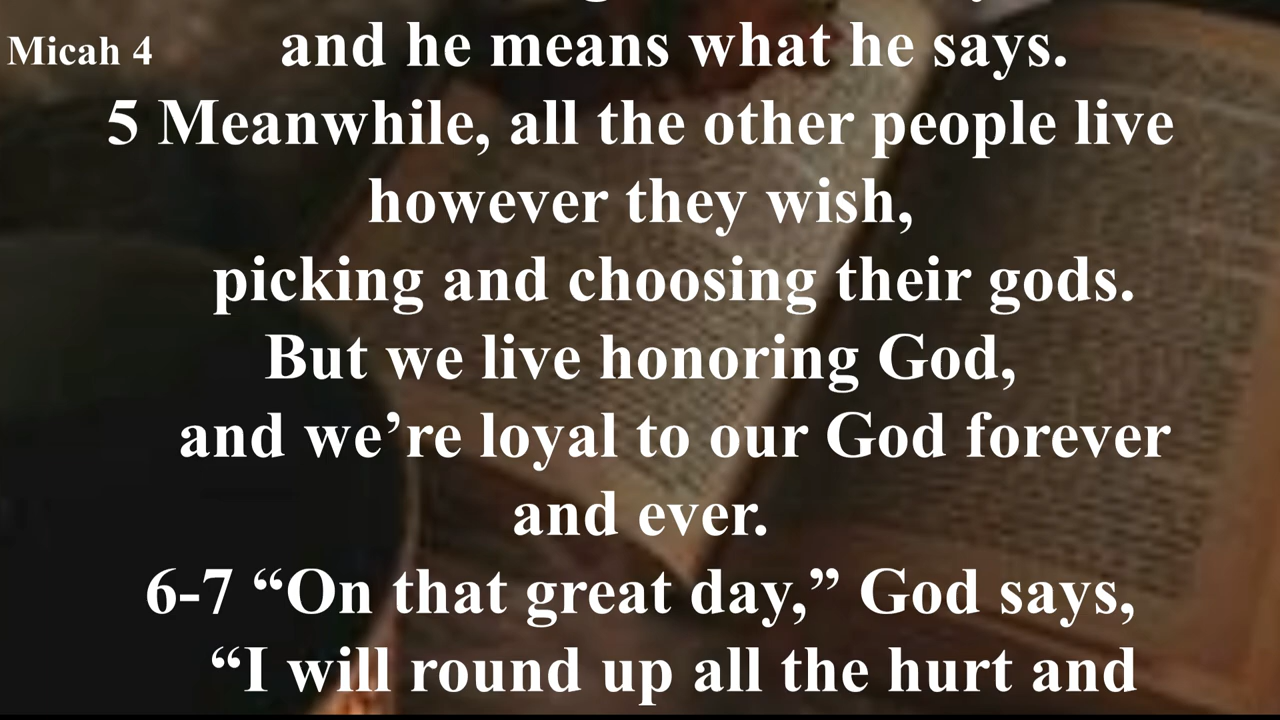 Micah 4
and he means what he says.
5 Meanwhile, all the other people live
however they wish,
picking and choosing their gods.
But we live honoring God,
and we’re loyal to our God forever
and ever.
6-7 “On that great day,” God says,
“I will round up all the hurt and